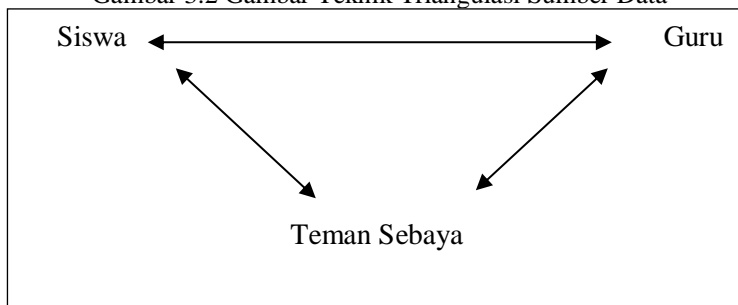 Gambar 3.2 Gambar Teknik Triangulasi Sumber Data
Siswa Guru
Teman Sebaya